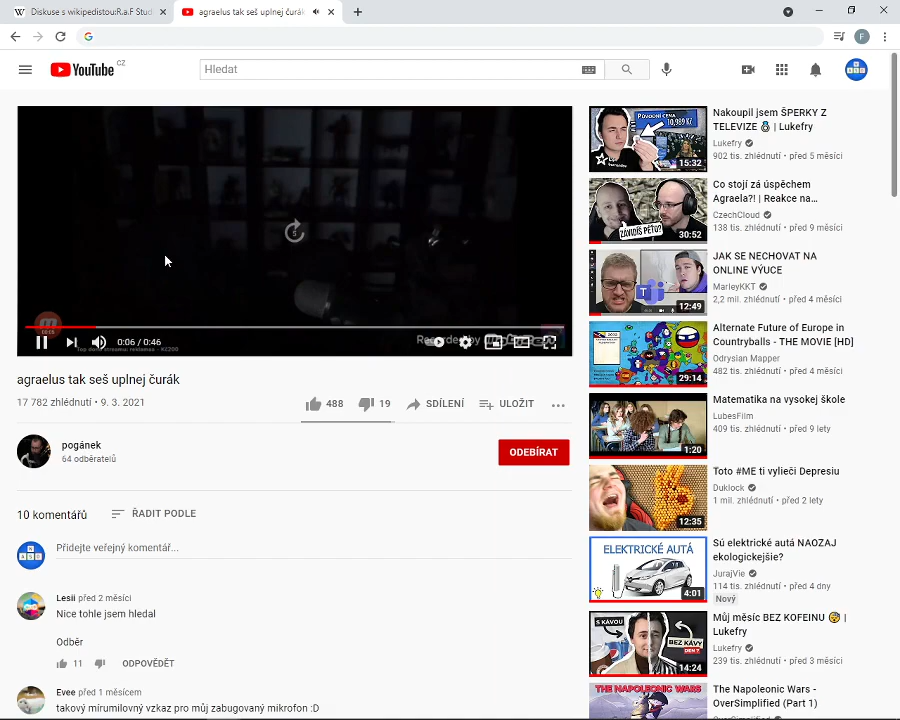 Diskuse s wikipedistou:R.a.F Stud
agraelus tak seš uplnej čurák
YouTube CZ
Hledat
5
0:06 / 0:46
agraelus tak seš uplnej čurák
17 782 zhlédnutí • 9. 3. 2021
488
19
SDÍLENÍ
ULOŽIT
pogánek
64 odběratelů
ODEBÍRAT
10 komentářů
ŘADIT PODLE
Přidejte veřejný komentář...
Lesii před 2 měsíci
Nice tohle jsem hledal
Odběr
11
ODPOVĚDĚT
Evee před 1 měsícem
takový mírumilovný vzkaz pro můj zabugovaný mikrofon :D
PŮVODNÍ CENA
10,989 Kč
15:32
Nakoupil jsem ŠPERKY Z
TELEVIZE 💍 | Lukefry
Lukefry
902 tis. zhlédnutí • před 5 měsíci
ZÁVIDÍŠ PÉŤO?
30:52
Co stojí zá úspěchem
Agraela?! | Reakce na...
CzechCloud
138 tis. zhlédnutí • před 9 měsíci
12:49
JAK SE NECHOVAT NA
ONLINE VÝUCE
MarleyKKT
2,2 mil. zhlédnutí • před 4 měsíci
29:14
Alternate Future of Europe in
Countryballs - THE MOVIE [HD]
Odrysian Mapper
482 tis. zhlédnutí • před 4 měsíci
1:20
Matematika na vysokej škole
LubesFilm
124 tis. zhlédnutí • před 9 lety
12:35
Toto #ME ti vylieči Depresiu
Duklock
1 mil. zhlédnutí • před 2 lety
ELEKTRICKÉ AUTÁ
4:01
Sú elektrické autá NAOZAJ
ekologickejšie?
JurajVie
114 tis. zhlédnutí • před 4 dny
Nový
S KÁVOU
BEZ KÁVY
14:24
Můj měsíc BEZ KOFEINU 🥱 |
Lukefry
Lukefry
239 tis. zhlédnutí • před 3 měsíci
THE NAPOLEONIC WARS
The Napoleonic Wars -
OverSimplified (Part 1)